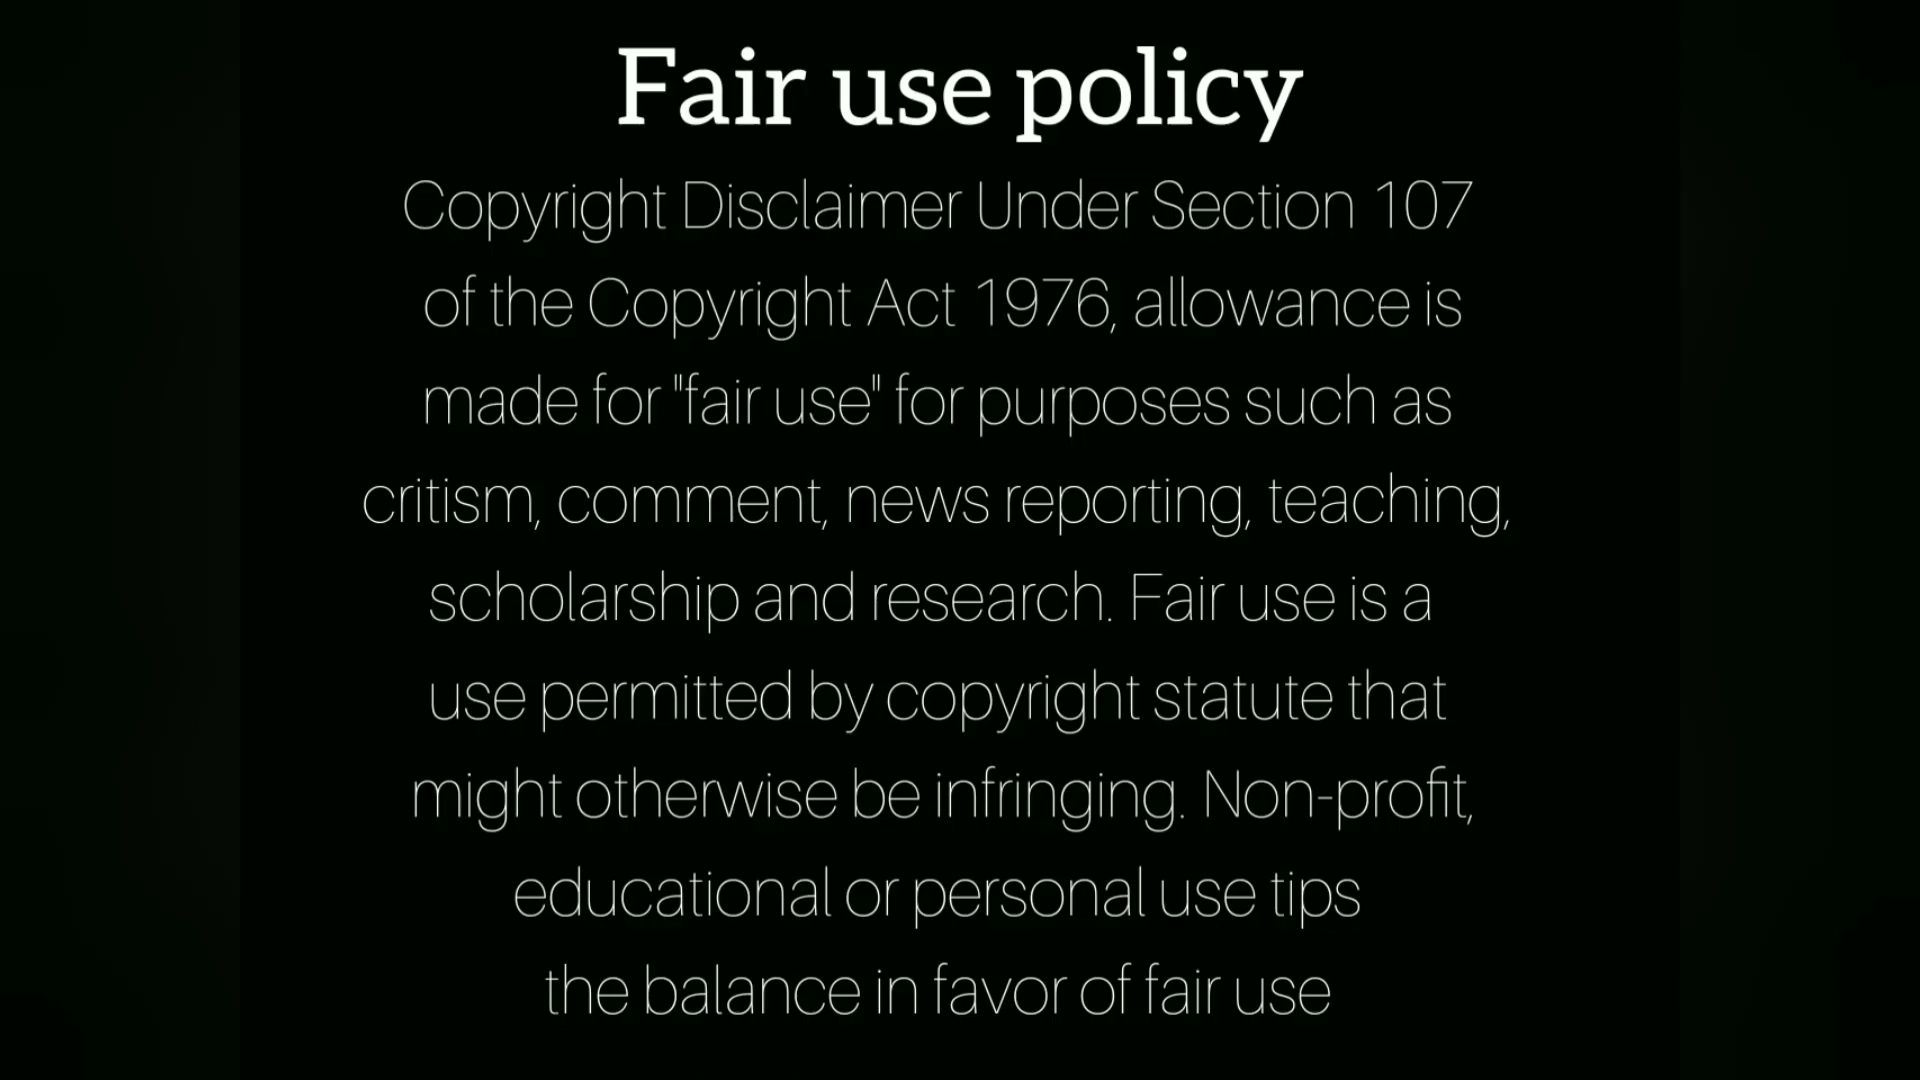 Fair use policy
Copyright Disclaimer Under Section 107
of the Copyright Act 1976, allowance is
made for "fair use" for purposes such as
critism, comment, news reporting, teaching,
scholarship and research. Fair use is a
use permitted by copyright statute that
might otherwise be infringing. Non-profit,
educational or personal use tips
the balance in favor of fair use